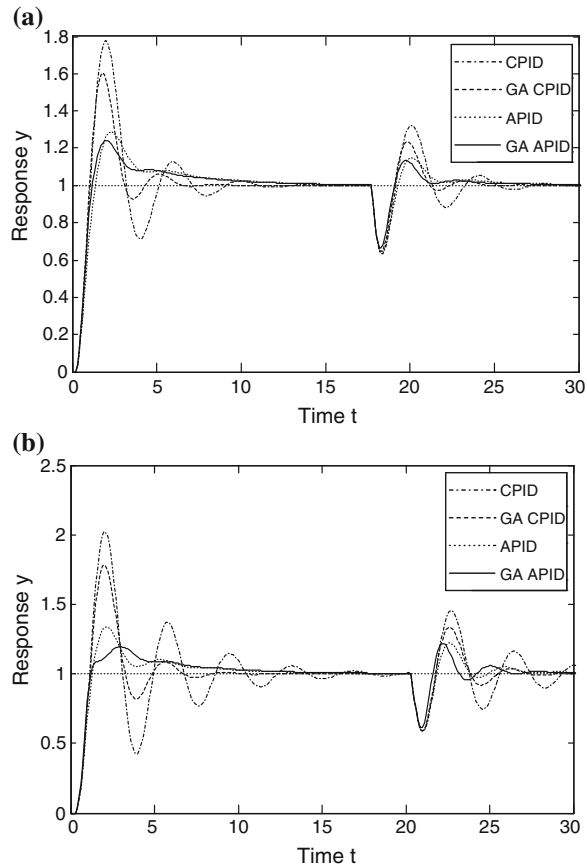 (a)
1.8
1.6
1.4
1.2
1
0.8
0.6
0.4
0.2
0
Response y
CPID
GA CPID
APID
GA APID
0 5 10 15 20 25 30
Time t
(b)
2.5
2
1.5
1
0.5
0
Response y
CPID
GA CPID
APID
GA APID
0 5 10 15 20 25 30
Time t